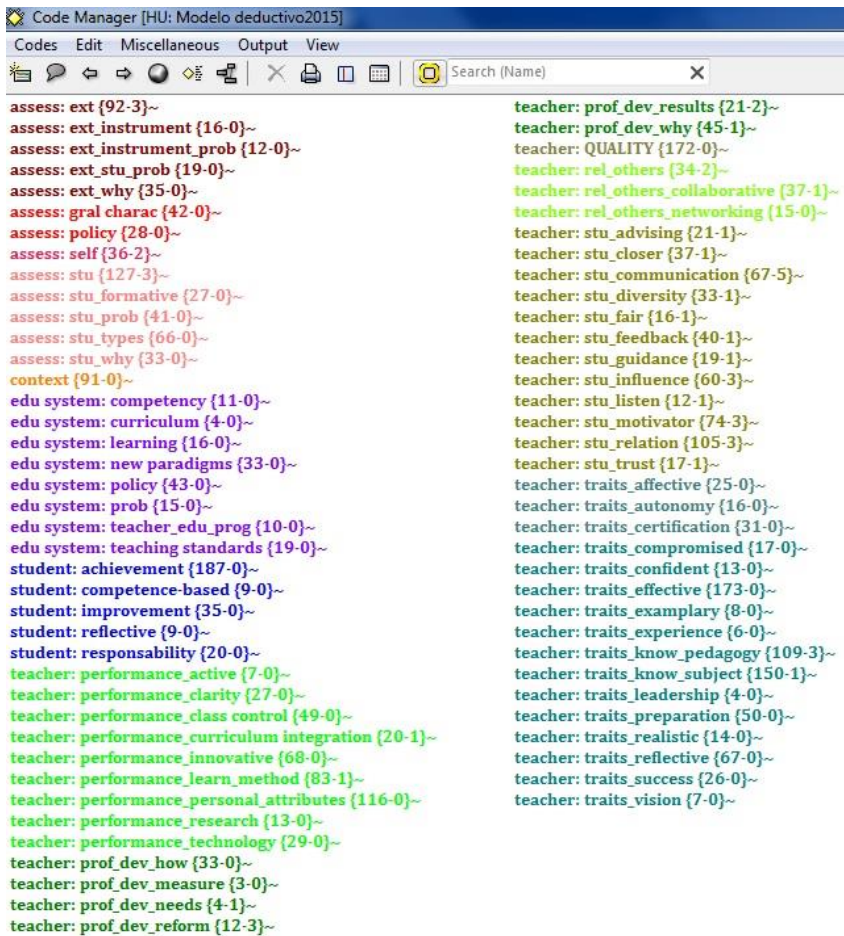 Code Manager [HU: Modelo deductivo2015]
Codes Edit Miscellaneous Output View
Search (Name)
assess: ext {92-3}~
assess: ext_instrument {16-0}~
assess: ext_instrument_prob {12-0}~
assess: ext_stu_prob {19-0}~
assess: ext_why {35-0}~
assess: gral charac {42-0}~
assess: policy {28-0}~
assess: self {36-2}~
assess: stu {127-3}~
assess: stu_formative {27-0}~
assess: stu_prob {41-0}~
assess: stu_types {66-0}~
assess: stu_why {33-0}~
context {91-0}~
edu system: competency {11-0}~
edu system: curriculum {4-0}~
edu system: learning {16-0}~
edu system: new paradigms {33-0}~
edu system: policy {43-0}~
edu system: prob {15-0}~
edu system: teacher_edu_prog {10-0}~
edu system: teaching standards {19-0}~
student: achievement {187-0}~
student: competence-based {9-0}~
student: improvement {35-0}~
student: reflective {9-0}~
student: responsability {20-0}~
teacher: performance_active {7-0}~
teacher: performance_clarity {27-0}~
teacher: performance_class control {49-0}~
teacher: performance_curriculum integration {20-1}~
teacher: performance_innovative {68-0}~
teacher: performance_learn_method {83-1}~
teacher: performance_personal_attributes {116-0}~
teacher: performance_research {13-0}~
teacher: performance_technology {29-0}~
teacher: prof_dev_how {33-0}~
teacher: prof_dev_measure {3-0}~
teacher: prof_dev_needs {4-1}~
teacher: prof_dev_reform {12-3}~
teacher: prof_dev_results {21-2}~
teacher: prof_dev_why {45-1}~
teacher: QUALITY {172-0}~
teacher: rel_others {34-2}~
teacher: rel_others_collaborative {37-1}~
teacher: rel_others_networking {15-0}~
teacher: stu_advising {21-1}~
teacher: stu_closer {37-1}~
teacher: stu_communication {67-5}~
teacher: stu_diversity {33-1}~
teacher: stu_fair {16-1}~
teacher: stu_feedback {40-1}~
teacher: stu_guidance {19-1}~
teacher: stu_influence {60-3}~
teacher: stu_listen {12-1}~
teacher: stu_motivator {74-3}~
teacher: stu_relation {105-3}~
teacher: stu_trust {17-1}~
teacher: traits_affective {25-0}~
teacher: traits_autonomy {16-0}~
teacher: traits_certification {31-0}~
teacher: traits_compromised {17-0}~
teacher: traits_confident {13-0}~
teacher: traits_effective {173-0}~
teacher: traits_examplary {8-0}~
teacher: traits_experience {6-0}~
teacher: traits_know_pedagogy {109-3}~
teacher: traits_know_subject {150-1}~
teacher: traits_leadership {4-0}~
teacher: traits_preparation {50-0}~
teacher: traits_realistic {14-0}~
teacher: traits_reflective {67-0}~
teacher: traits_success {26-0}~
teacher: traits_vision {7-0}~